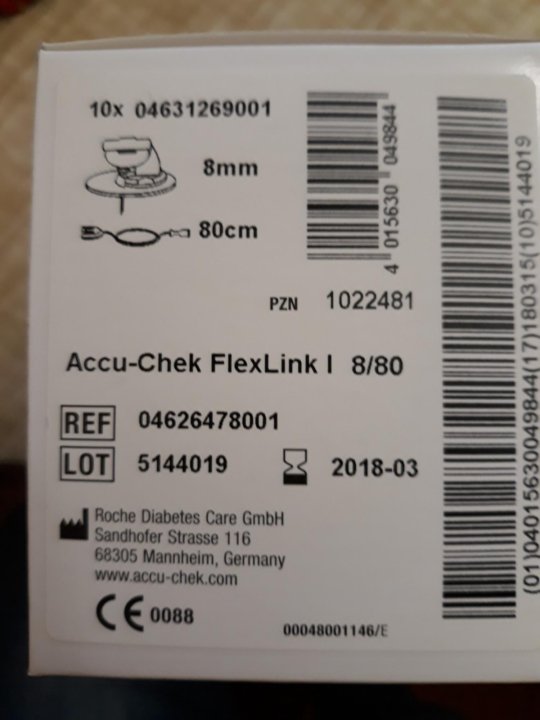 10x 04631269001
8mm
80cm
4 015630 049844
PZN 1022481
Accu-Chek FlexLink I 8/80
REF 04626478001
LOT 5144019
2018-03
Roche Diabetes Care GmbH
Sandhofer Strasse 116
68305 Mannheim, Germany
www.accu-chek.com
CE 0088
00048001146/E
(01)04015630049844(17)180315(10)5144019